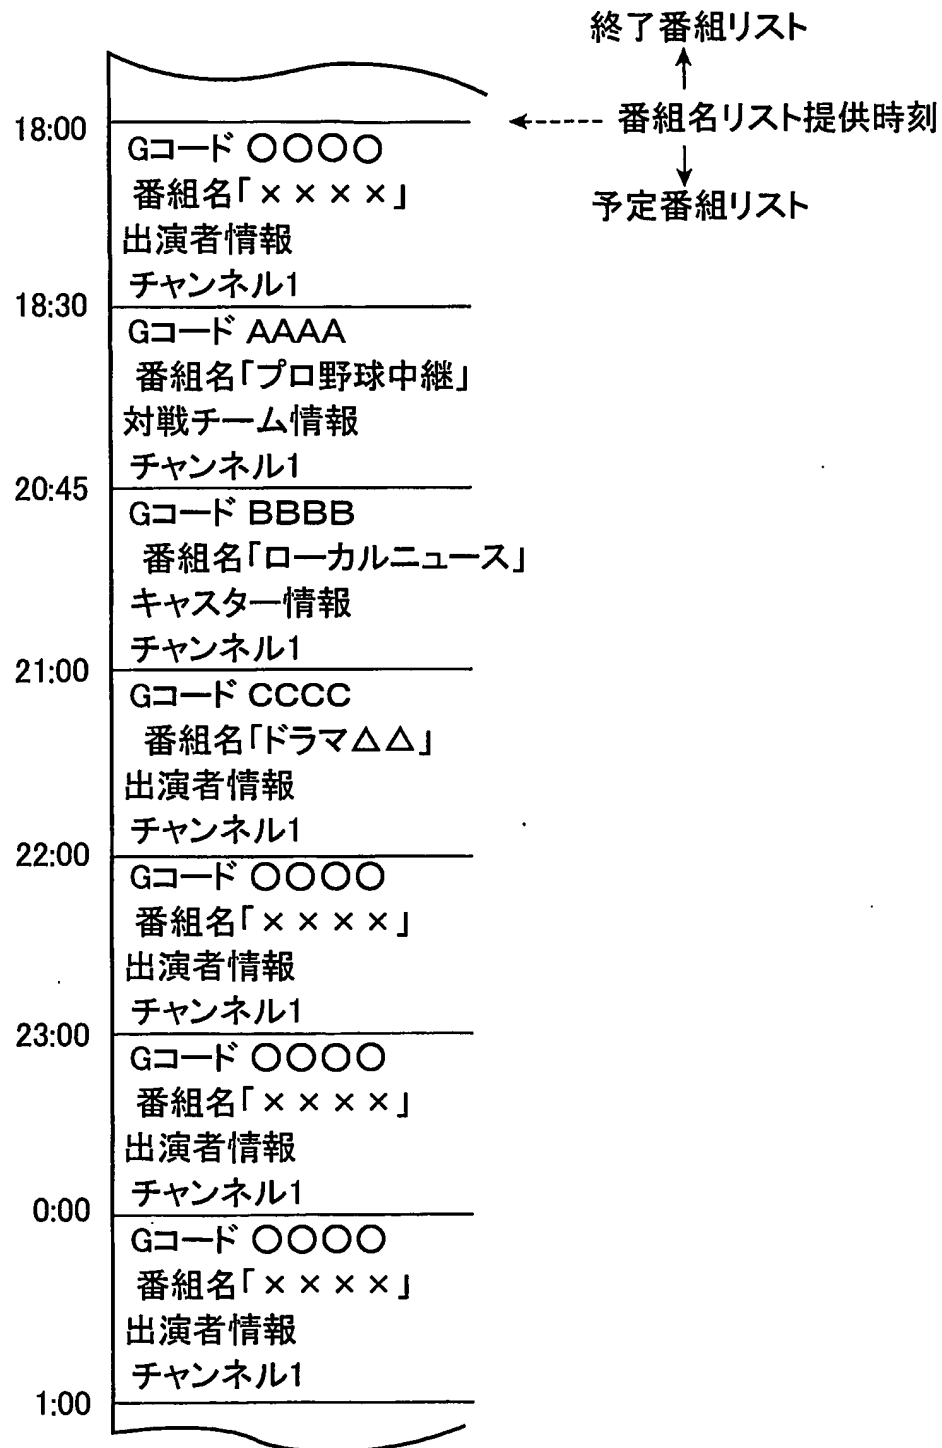 終了番組リスト
番組名リスト提供時刻
予定番組リスト
18:00
Gコード 〇〇〇〇
番組名「××××」
出演者情報
チャンネル1
18:30
Gコード AAAA
番組名「プロ野球中継」
対戦チーム情報
チャンネル1
20:45
Gコード BBBB
番組名「ローカルニュース」
キャスター情報
チャンネル1
21:00
Gコード CCCC
番組名「ドラマ△△」
出演者情報
チャンネル1
22:00
Gコード 〇〇〇〇
番組名「××××」
出演者情報
チャンネル1
23:00
Gコード 〇〇〇〇
番組名「××××」
出演者情報
チャンネル1
0:00
Gコード 〇〇〇〇
番組名「××××」
出演者情報
チャンネル1
1:00